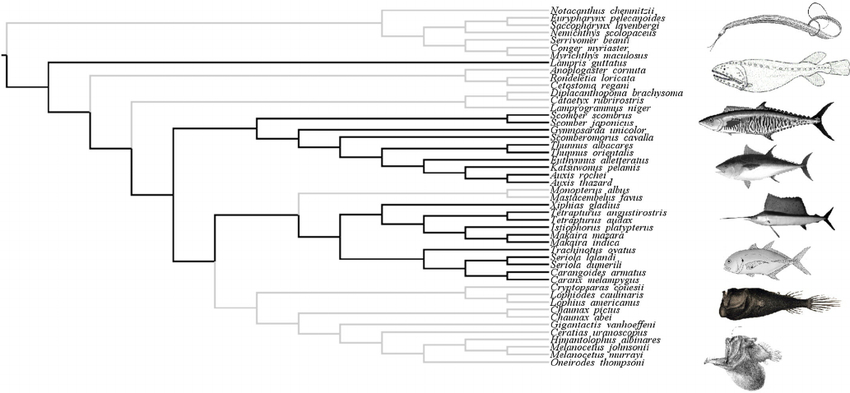 Notacanthus chemnitzii
Eurypharynx pelecanoides
Saccopharynx lavenbergi
Nemichthys scolopaceus
Serrivomer beanii
Conger myriaster
Myrichthys maculosus
Lampris guttatus
Anoplogaster cornuta
Rondeletia loricata
Cetostoma regani
Diplacanthopoma brachysoma
Cataetyx rubrirostris
Lamprogrammus niger
Scomber scombrus
Scomber japonicus
Gymnosarda unicolor
Scomberomorus cavalla
Thunnus albacares
Thunnus orientalis
Euthynnus alletteratus
Katsuwonus pelamis
Auxis rochei
Auxis thazard
Monopterus albus
Mastacembelus favus
Xiphias gladius
Tetrapturus angustirostris
Tetrapturus audax
Istiophorus platypterus
Makaira mazara
Makaira indica
Trachinotus ovatus
Seriola lalandi
Seriola dumerili
Carangoides armatus
Caranx melampygus
Cryptopsaras couesii
Lophiodes caulinaris
Lophius americanus
Chaunax pictus
Chaunax abei
Gigantactis vanhoeffeni
Ceratias uranoscopus
Himantolophus albinares
Melanocetus johnsonii
Melanocetus murrayi
Oneirodes thompsoni